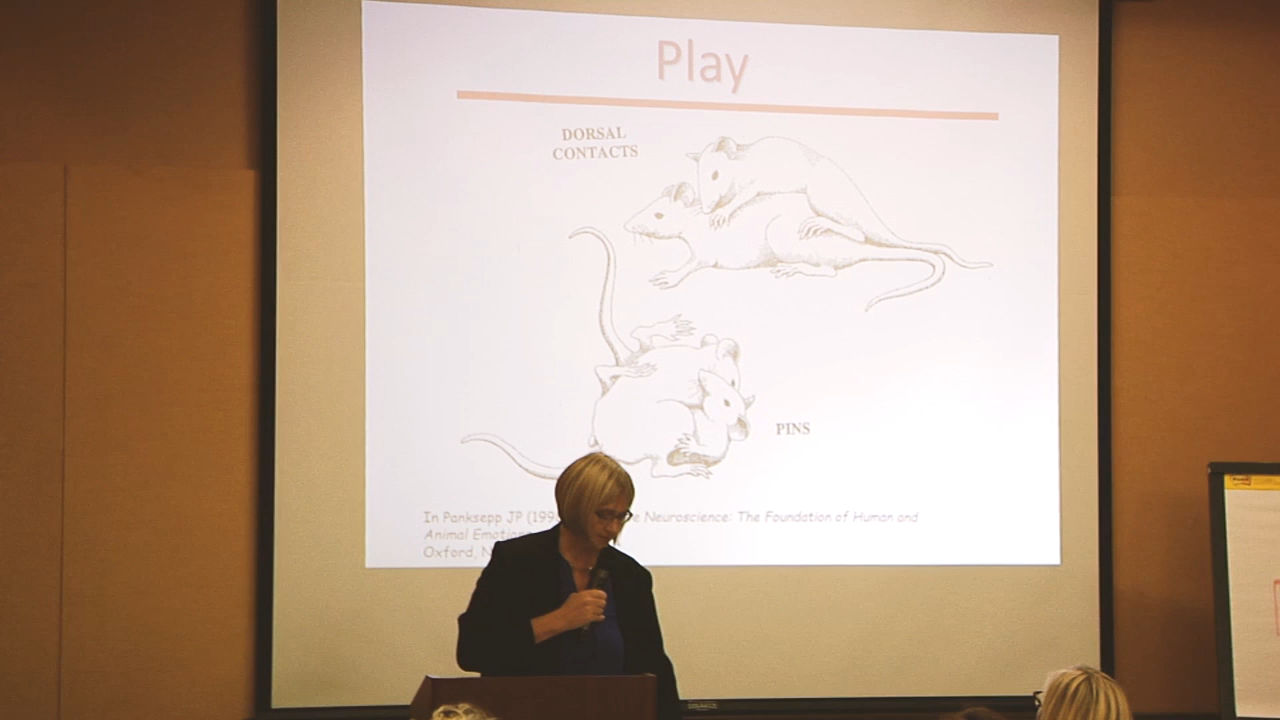 Play
DORSAL
CONTACTS
PINS
In Panksepp JP (199 e Neuroscience: The Foundation of Human and
Animal Emotion
Oxford, N